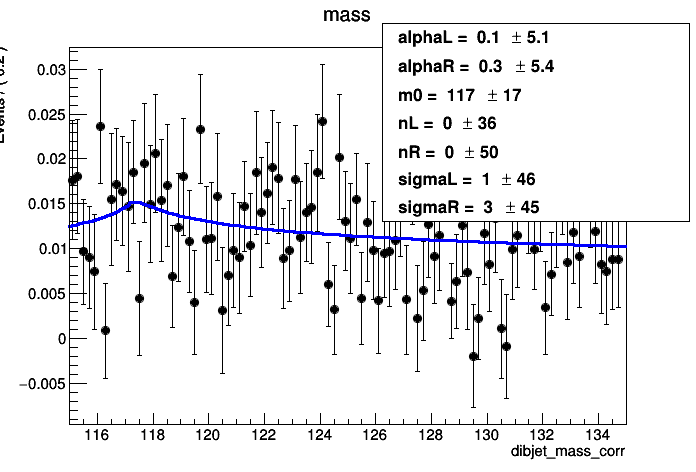 mass
alphaL = 0.1 ± 5.1
alphaR = 0.3 ± 5.4
m0 = 117 ± 17
nL = 0 ± 36
nR = 0 ± 50
sigmaL = 1 ± 46
sigmaR = 3 ± 45
0.03
0.025
0.02
0.015
0.01
0.005
0
−0.005
116 118 120 122 124 126 128 130 132 134
dibjet_mass_corr